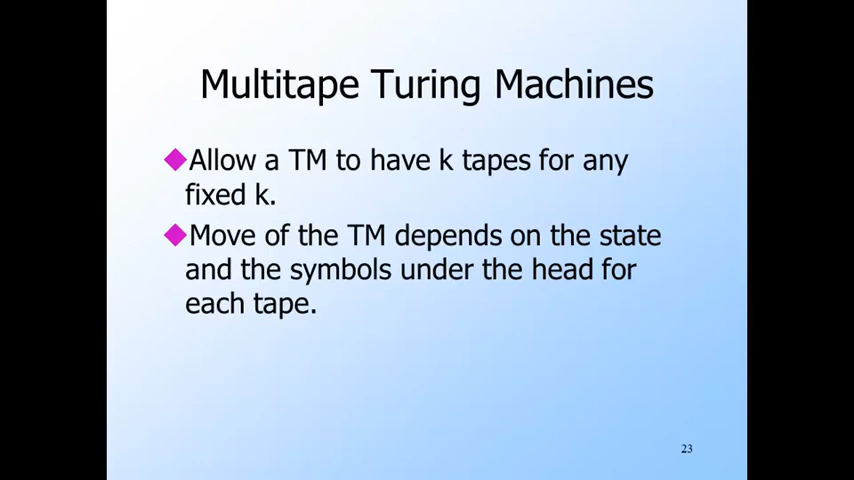 Multitape Turing Machines
Allow a TM to have k tapes for any
fixed k.
Move of the TM depends on the state
and the symbols under the head for
each tape.
23